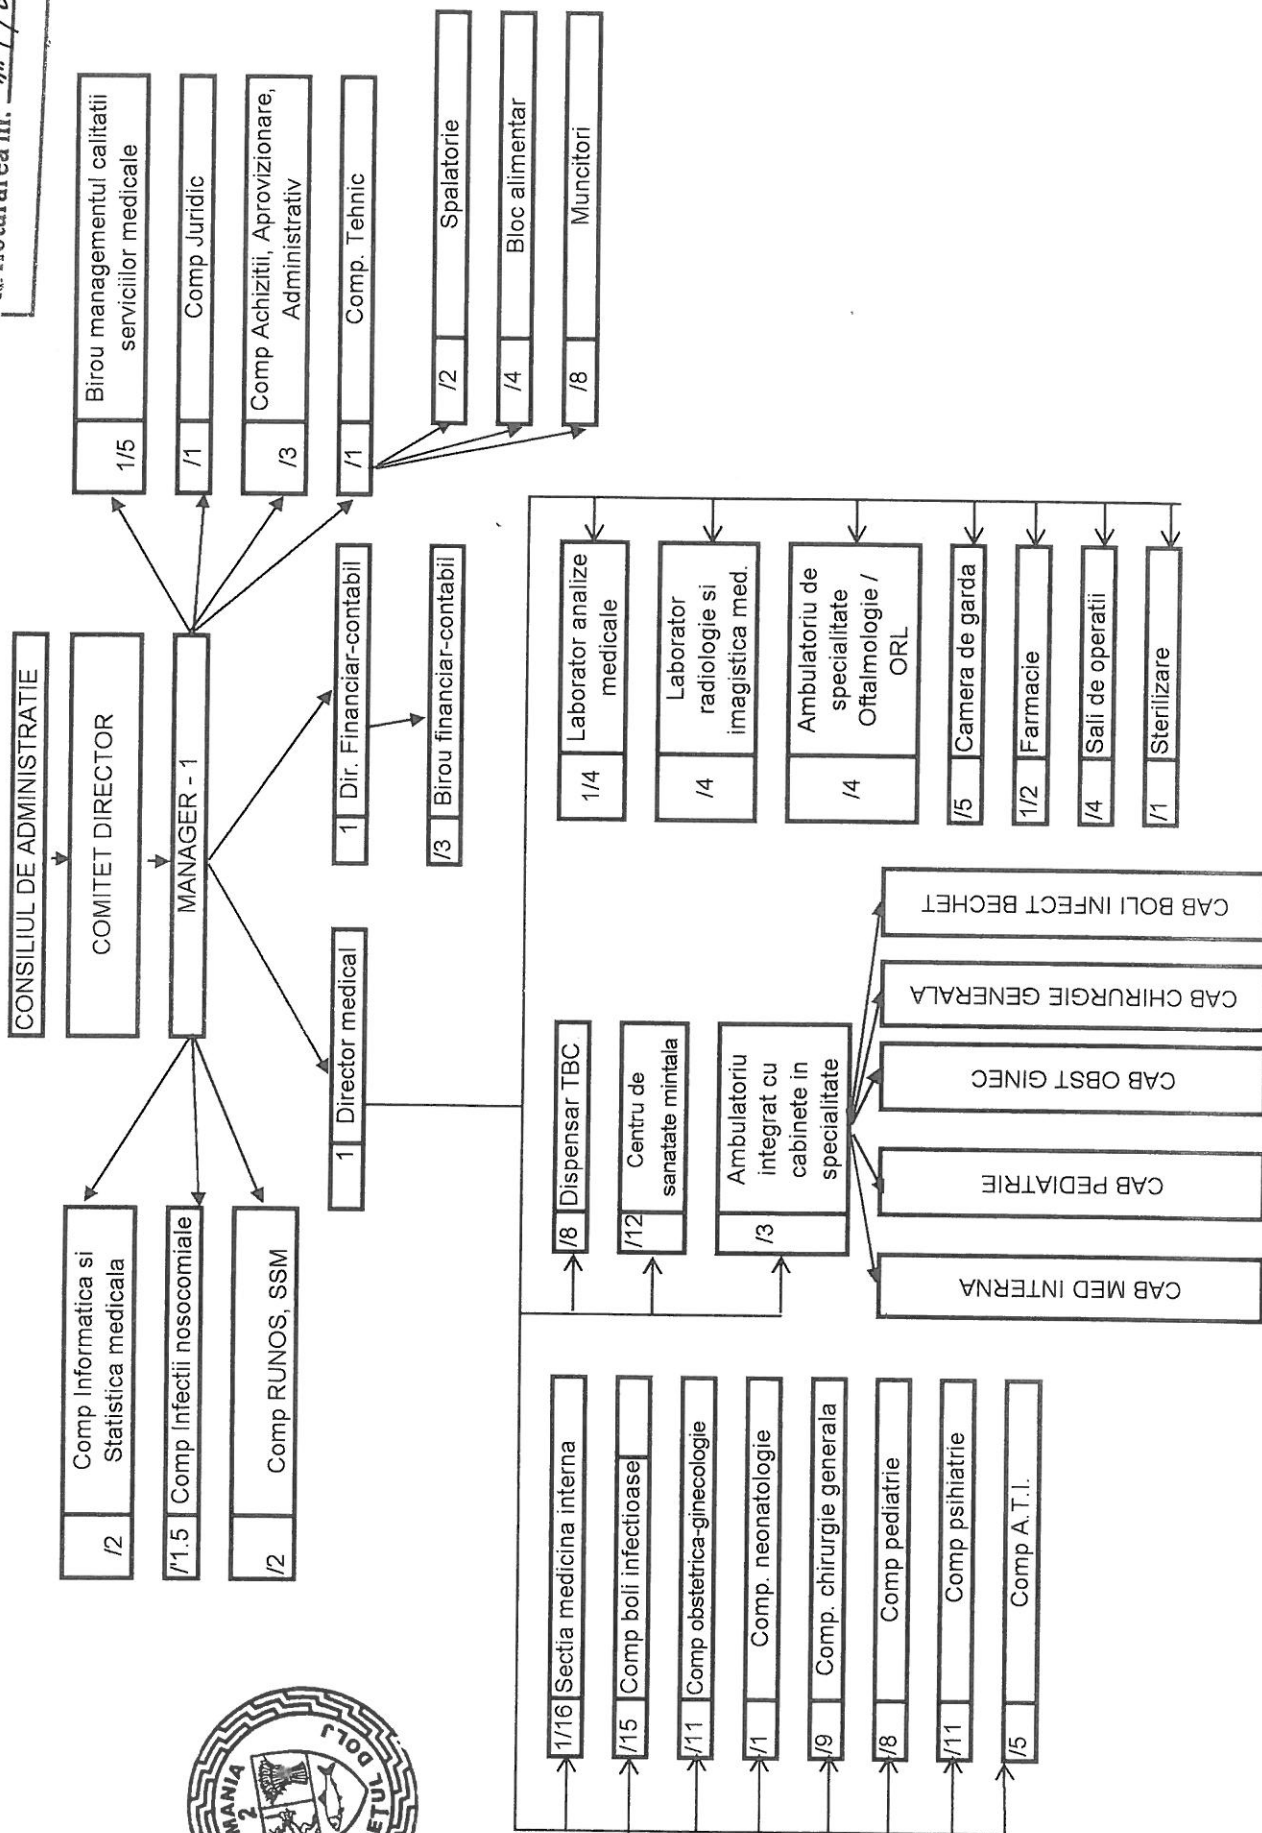 Hotărârea nr.
CONSILIUL DE ADMINISTRATIE
COMITET DIRECTOR
MANAGER - 1
/2 Comp Informatica si
Statistica medicala
/'1.5 Comp Infectii nosocomiale
/2 Comp RUNOS, SSM
1/5 Birou managementul calitatii
serviciilor medicale
/1 Comp Juridic
/3 Comp Achizitii, Aprovizionare,
Administrativ
/1 Comp. Tehnic
/2 Spalatorie
/4 Bloc alimentar
/8 Muncitori
1 Director medical
1 Dir. Financiar-contabil
/3 Birou financiar-contabil
1/16 Sectia medicina interna
/15 Comp boli infectioase
/11 Comp obstetrica-ginecologie
/1 Comp. neonatologie
/9 Comp. chirurgie generala
/8 Comp pediatrie
/11 Comp psihiatrie
/5 Comp A.T.I.
/8 Dispensar TBC
/12 Centru de
sanatate mintala
/3 Ambulatoriu
integrat cu
cabinete in
specialitate
CAB MED INTERNA
CAB PEDIATRIE
CAB OBST GINEC
CAB CHIRURGIE GENERALA
CAB BOLI INFECT BECHET
1/4 Laborator analize
medicale
/4 Laborator
radiologie si
imagistica med.
/4 Ambulatoriu de
specialitate
Oftalmologie /
ORL
/5 Camera de garda
1/2 Farmacie
/4 Sali de operatii
/1 Sterilizare
DOLJ
2